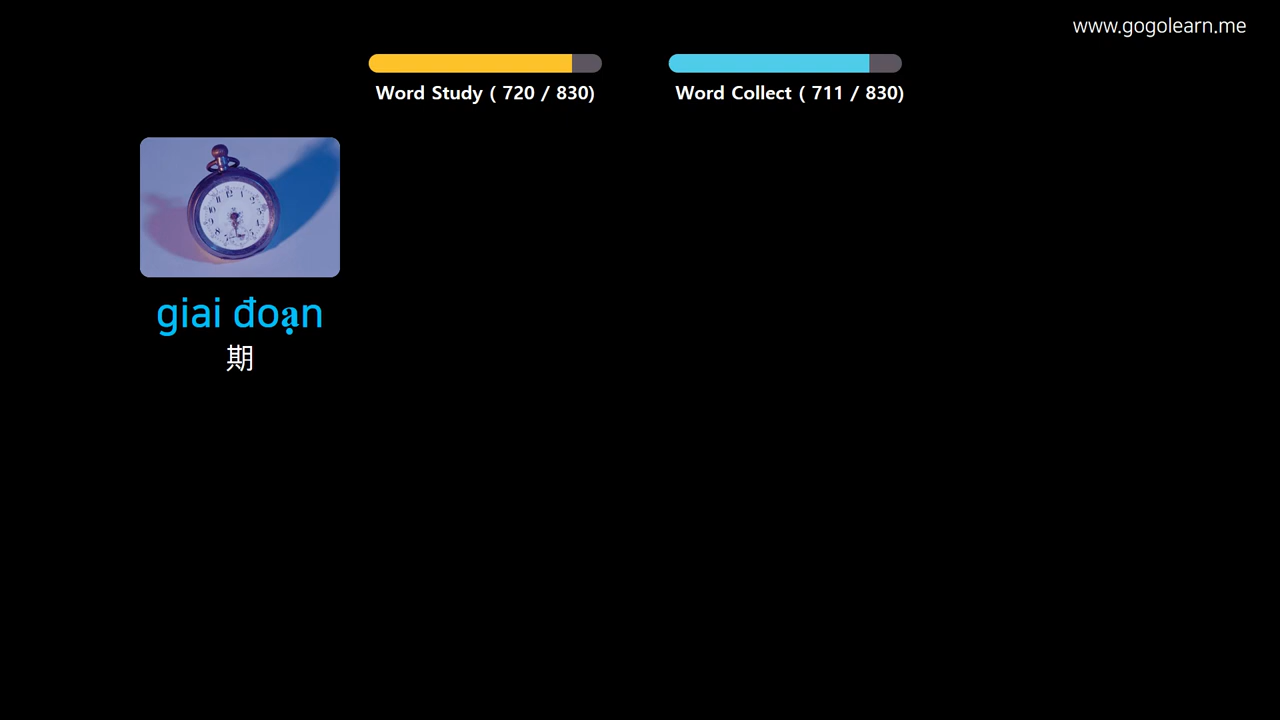 www.gogolearn.me
Word Study ( 720 / 830)
Word Collect ( 711 / 830)
giai đoạn
期